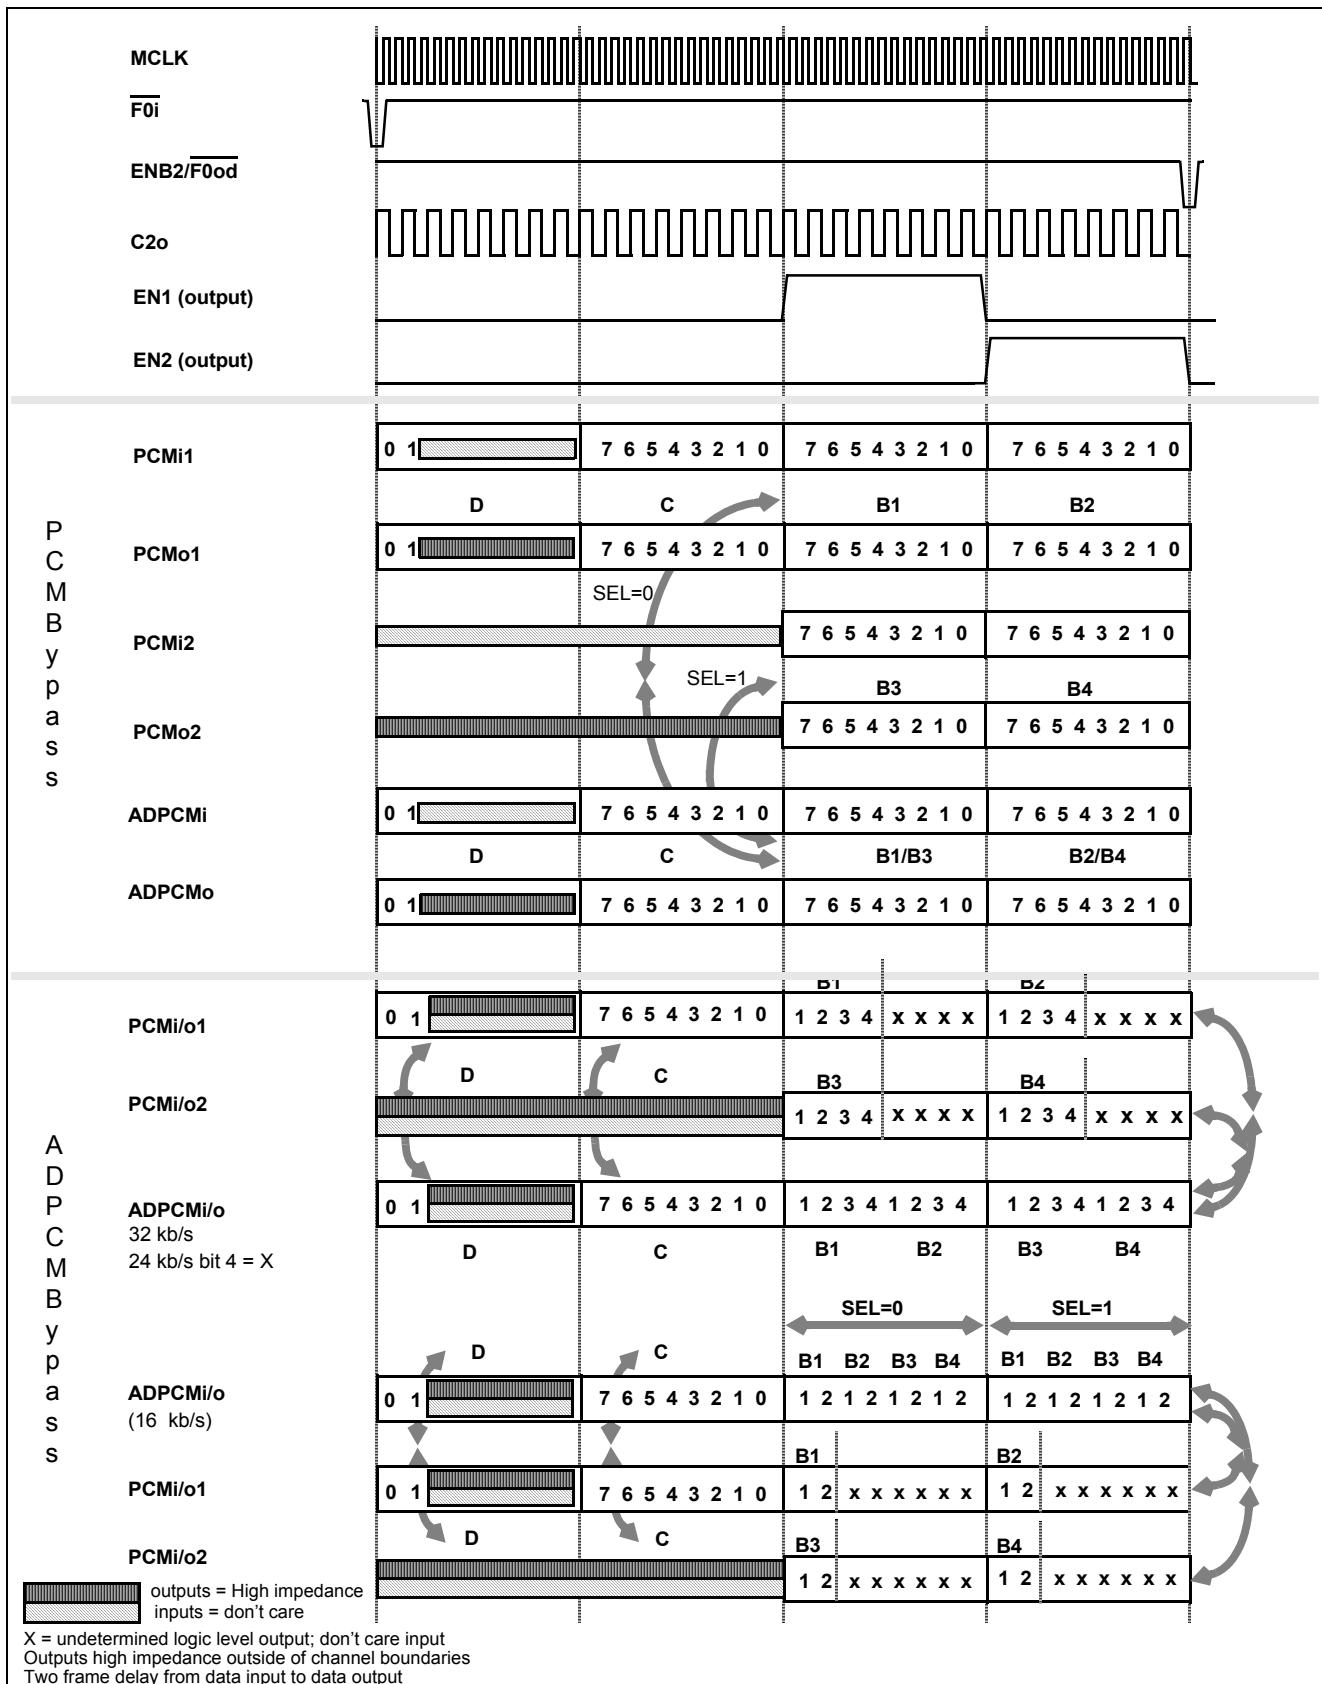 MCLK
F0i
ENB2/F0od
C2o
EN1 (output)
EN2 (output)
PCM Bypass
PCMi1
0 1 7 6 5 4 3 2 1 0 7 6 5 4 3 2 1 0 7 6 5 4 3 2 1 0
D C B1 B2
PCMo1
0 1 7 6 5 4 3 2 1 0 7 6 5 4 3 2 1 0 7 6 5 4 3 2 1 0
SEL=0
PCMi2
7 6 5 4 3 2 1 0 7 6 5 4 3 2 1 0
SEL=1 B3 B4
PCMo2
7 6 5 4 3 2 1 0 7 6 5 4 3 2 1 0
ADPCMi
0 1 7 6 5 4 3 2 1 0 7 6 5 4 3 2 1 0 7 6 5 4 3 2 1 0
D C B1/B3 B2/B4
ADPCMo
0 1 7 6 5 4 3 2 1 0 7 6 5 4 3 2 1 0 7 6 5 4 3 2 1 0
ADPCM Bypass
B1 B2
PCMi/o1
0 1 7 6 5 4 3 2 1 0 1 2 3 4 x x x x 1 2 3 4 x x x x
D C B3 B4
PCMi/o2
1 2 3 4 x x x x 1 2 3 4 x x x x
ADPCMi/o
0 1 7 6 5 4 3 2 1 0 1 2 3 4 1 2 3 4 1 2 3 4 1 2 3 4
32 kb/s
24 kb/s bit 4 = X
D C B1 B2 B3 B4
SEL=0 SEL=1
D C B1 B2 B3 B4 B1 B2 B3 B4
ADPCMi/o
0 1 7 6 5 4 3 2 1 0 1 2 1 2 1 2 1 2 1 2 1 2 1 2 1 2
(16 kb/s)
B1 B2
PCMi/o1
0 1 7 6 5 4 3 2 1 0 1 2 x x x x x x 1 2 x x x x x x
D C B3 B4
PCMi/o2
1 2 x x x x x x 1 2 x x x x x x
outputs = High impedance
inputs = don't care
X = undetermined logic level output; don't care input
Outputs high impedance outside of channel boundaries
Two frame delay from data input to data output